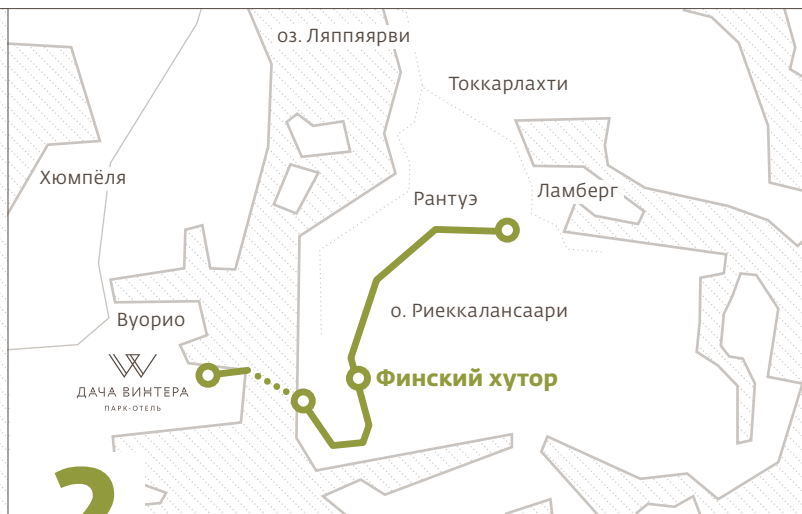 оз. Ляппяярви
Токкарлахти
Хюмпёля
Рантуэ
Ламберг
о. Риеккалансаари
Вуорио
Финский хутор
ДАЧА ВИНТЕРА
ПАРК-ОТЕЛЬ
2